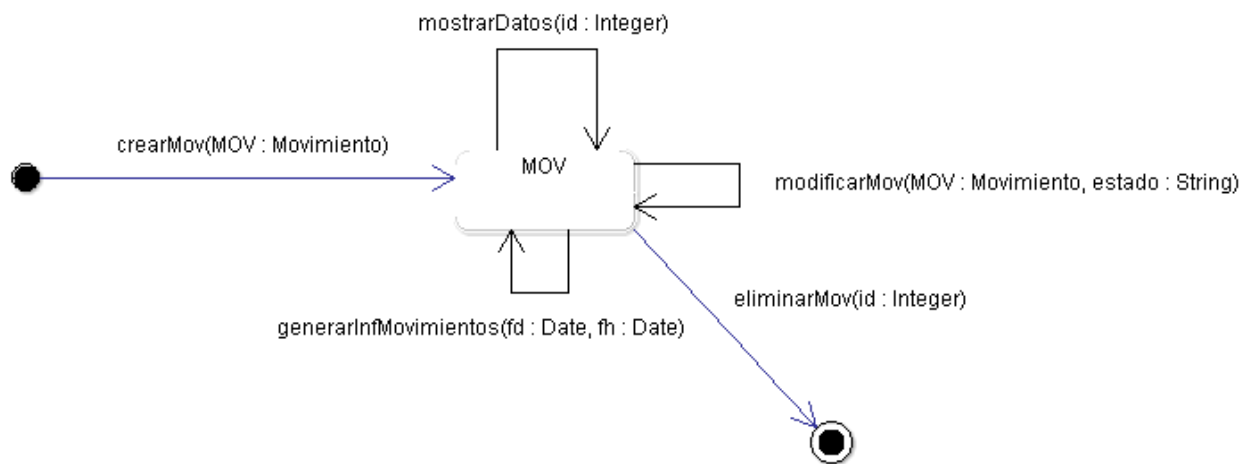 mostrarDatos(id : Integer)
crearMov(MOV : Movimiento)
MOV
modificarMov(MOV : Movimiento, estado : String)
eliminarMov(id : Integer)
generarInfMovimientos(fd : Date, fh : Date)